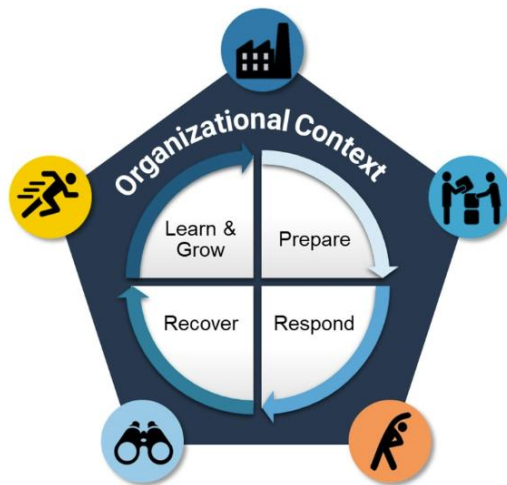 Organizational Context
Learn &
Grow
Prepare
Recover
Respond